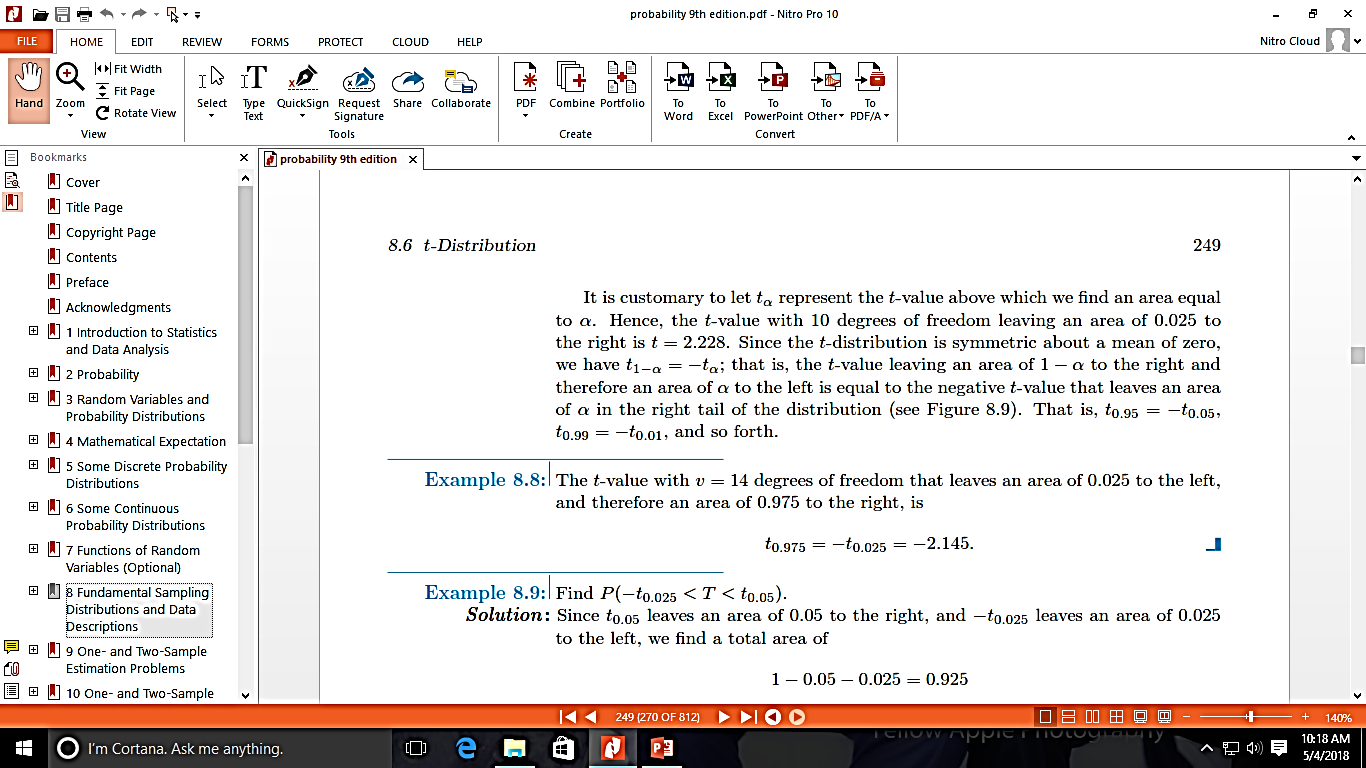 probability 9th edition.pdf - Nitro Pro 10
FILE HOME EDIT REVIEW FORMS PROTECT CLOUD HELP
Nitro Cloud
Hand
Zoom
Fit Width
Fit Page
Rotate View
View
Select
Type Text
QuickSign
Request Signature
Share
Collaborate
Tools
PDF
Combine
Portfolio
Create
To Word
To Excel
To PowerPoint
To Other
To PDF/A
Convert
Bookmarks
probability 9th edition
Cover
Title Page
Copyright Page
Contents
Preface
Acknowledgments
1 Introduction to Statistics
and Data Analysis
2 Probability
3 Random Variables and
Probability Distributions
4 Mathematical Expectation
5 Some Discrete Probability
Distributions
6 Some Continuous
Probability Distributions
7 Functions of Random
Variables (Optional)
8 Fundamental Sampling
Distributions and Data
Descriptions
9 One- and Two-Sample
Estimation Problems
10 One- and Two-Sample
8.6 t-Distribution 249
It is customary to let tα represent the t-value above which we find an area equal
to α. Hence, the t-value with 10 degrees of freedom leaving an area of 0.025 to
the right is t = 2.228. Since the t-distribution is symmetric about a mean of zero,
we have t1−α = −tα; that is, the t-value leaving an area of 1 − α to the right and
therefore an area of α to the left is equal to the negative t-value that leaves an area
of α in the right tail of the distribution (see Figure 8.9). That is, t0.95 = −t0.05,
t0.99 = −t0.01, and so forth.
Example 8.8: The t-value with v = 14 degrees of freedom that leaves an area of 0.025 to the left,
and therefore an area of 0.975 to the right, is
t0.975 = −t0.025 = −2.145.
Example 8.9: Find P(−t0.025 < T < t0.05).
Solution: Since t0.05 leaves an area of 0.05 to the right, and −t0.025 leaves an area of 0.025
to the left, we find a total area of
1 − 0.05 − 0.025 = 0.925
249 (270 OF 812)
140%
I'm Cortana. Ask me anything.
Yellow Apple Photography
10:18 AM
5/4/2018